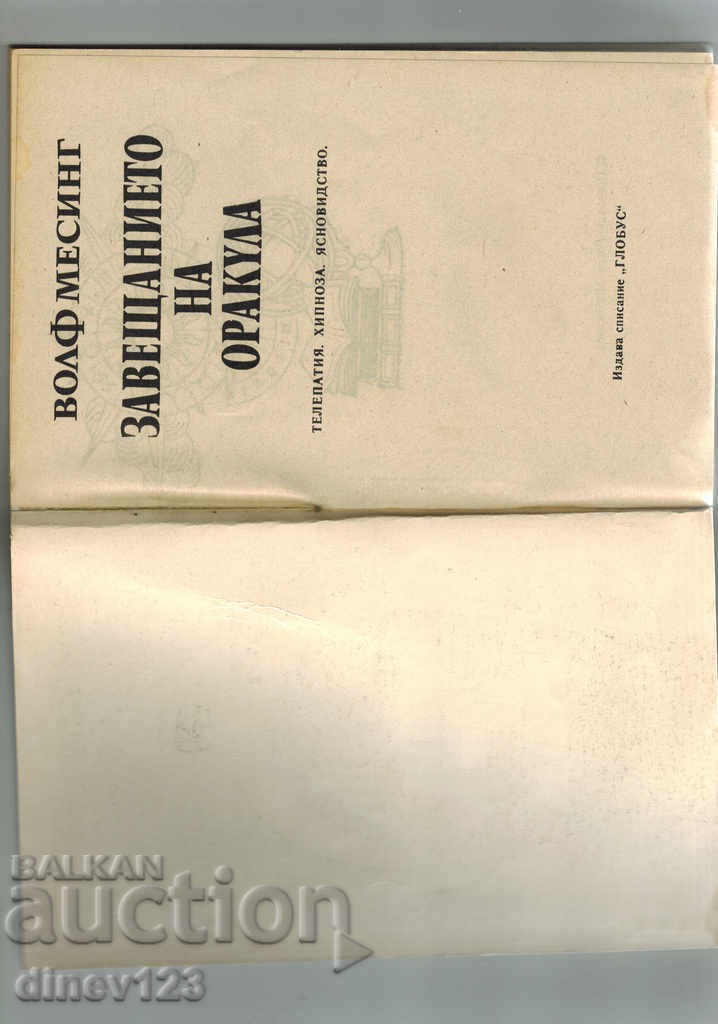 ВОЛФ МЕСИНГ
ЗАВЕЩАНИЕТО
НА
ОРАКУЛА
ТЕЛЕПАТИЯ. ХИПНОЗА. ЯСНОВИДСТВО.
Издава списание „ГЛОБУС“
BALKAN
auction
dinev123